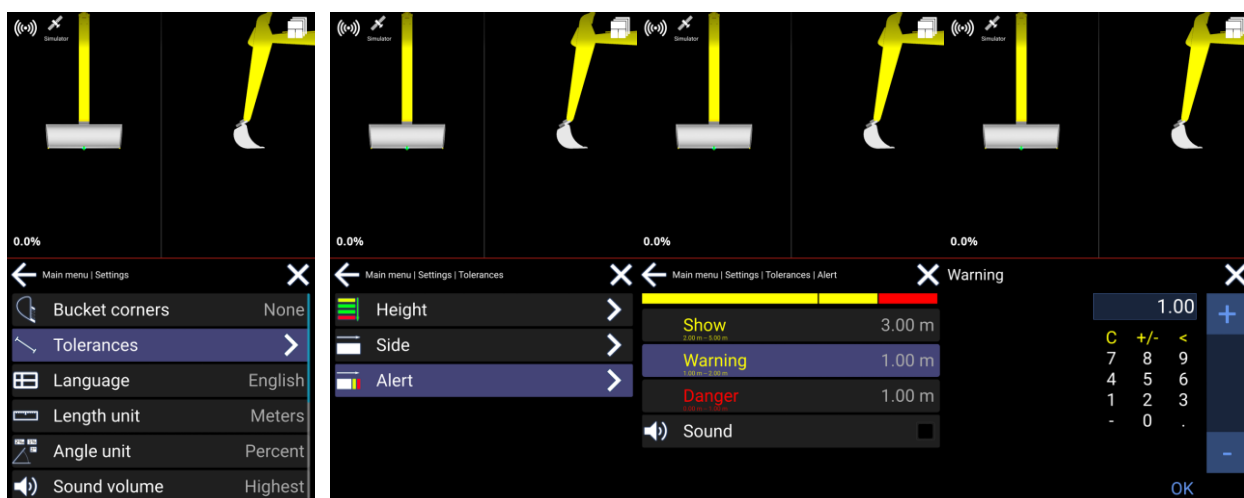 Simulator
0.0%
Main menu | Settings
Bucket corners None
Tolerances
Language English
Length unit Meters
Angle unit Percent
Sound volume Highest
Simulator
0.0%
Main menu | Settings | Tolerances
Height
Side
Alert
Simulator
0.0%
Main menu | Settings | Tolerances | Alert
Show 3.00 m
2.00 m – 5.00 m
Warning 1.00 m
1.00 m – 2.00 m
Danger 1.00 m
Sound
Simulator
0.0%
Warning
1.00
+
C +/- <
7 8 9
4 5 6
1 2 3
- 0 .
-
OK